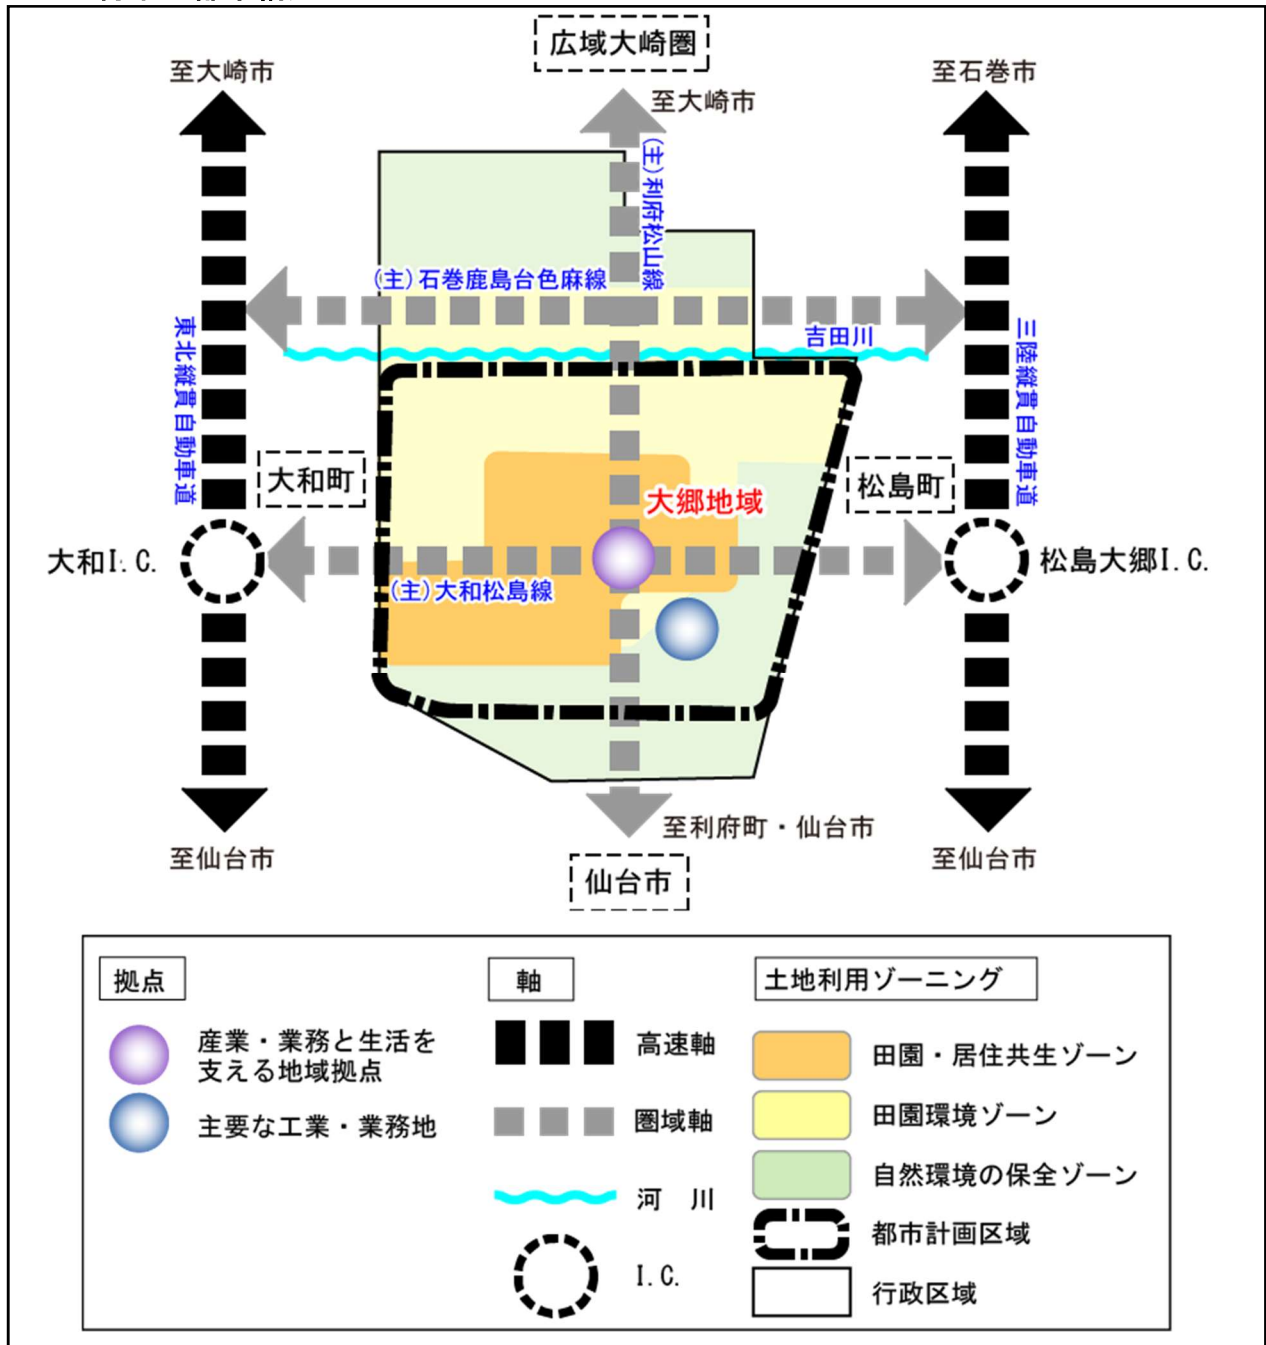 広域大崎圏
至大崎市
至大崎市
至石巻市
(主)利府松山線
(主)石巻鹿島台色麻線
吉田川
東北縦貫自動車道
三陸縦貫自動車道
大和町
松島町
大郷地域
大和I.C.
松島大郷I.C.
(主)大和松島線
至利府町・仙台市
至仙台市
至仙台市
仙台市
拠点
産業・業務と生活を
支える地域拠点
主要な工業・業務地
軸
高速軸
圏域軸
河　川
I.C.
土地利用ゾーニング
田園・居住共生ゾーン
田園環境ゾーン
自然環境の保全ゾーン
都市計画区域
行政区域